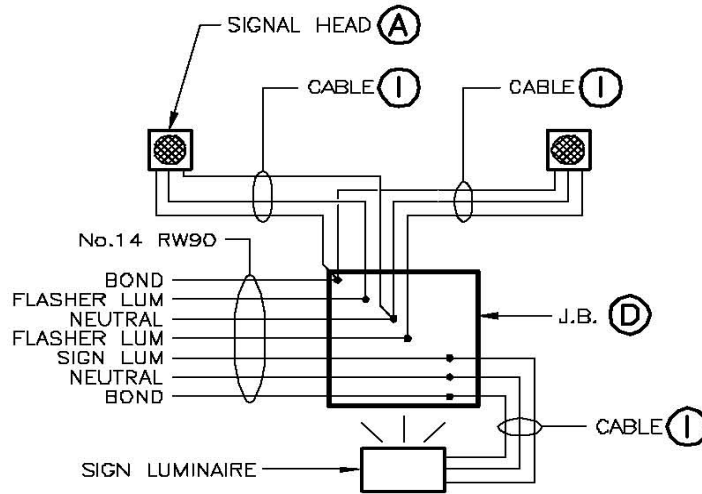 SIGNAL HEAD A
CABLE 1
CABLE 1
No.14 RW90
BOND
FLASHER LUM
NEUTRAL
FLASHER LUM
SIGN LUM
NEUTRAL
BOND
J.B. D
CABLE 1
SIGN LUMINAIRE